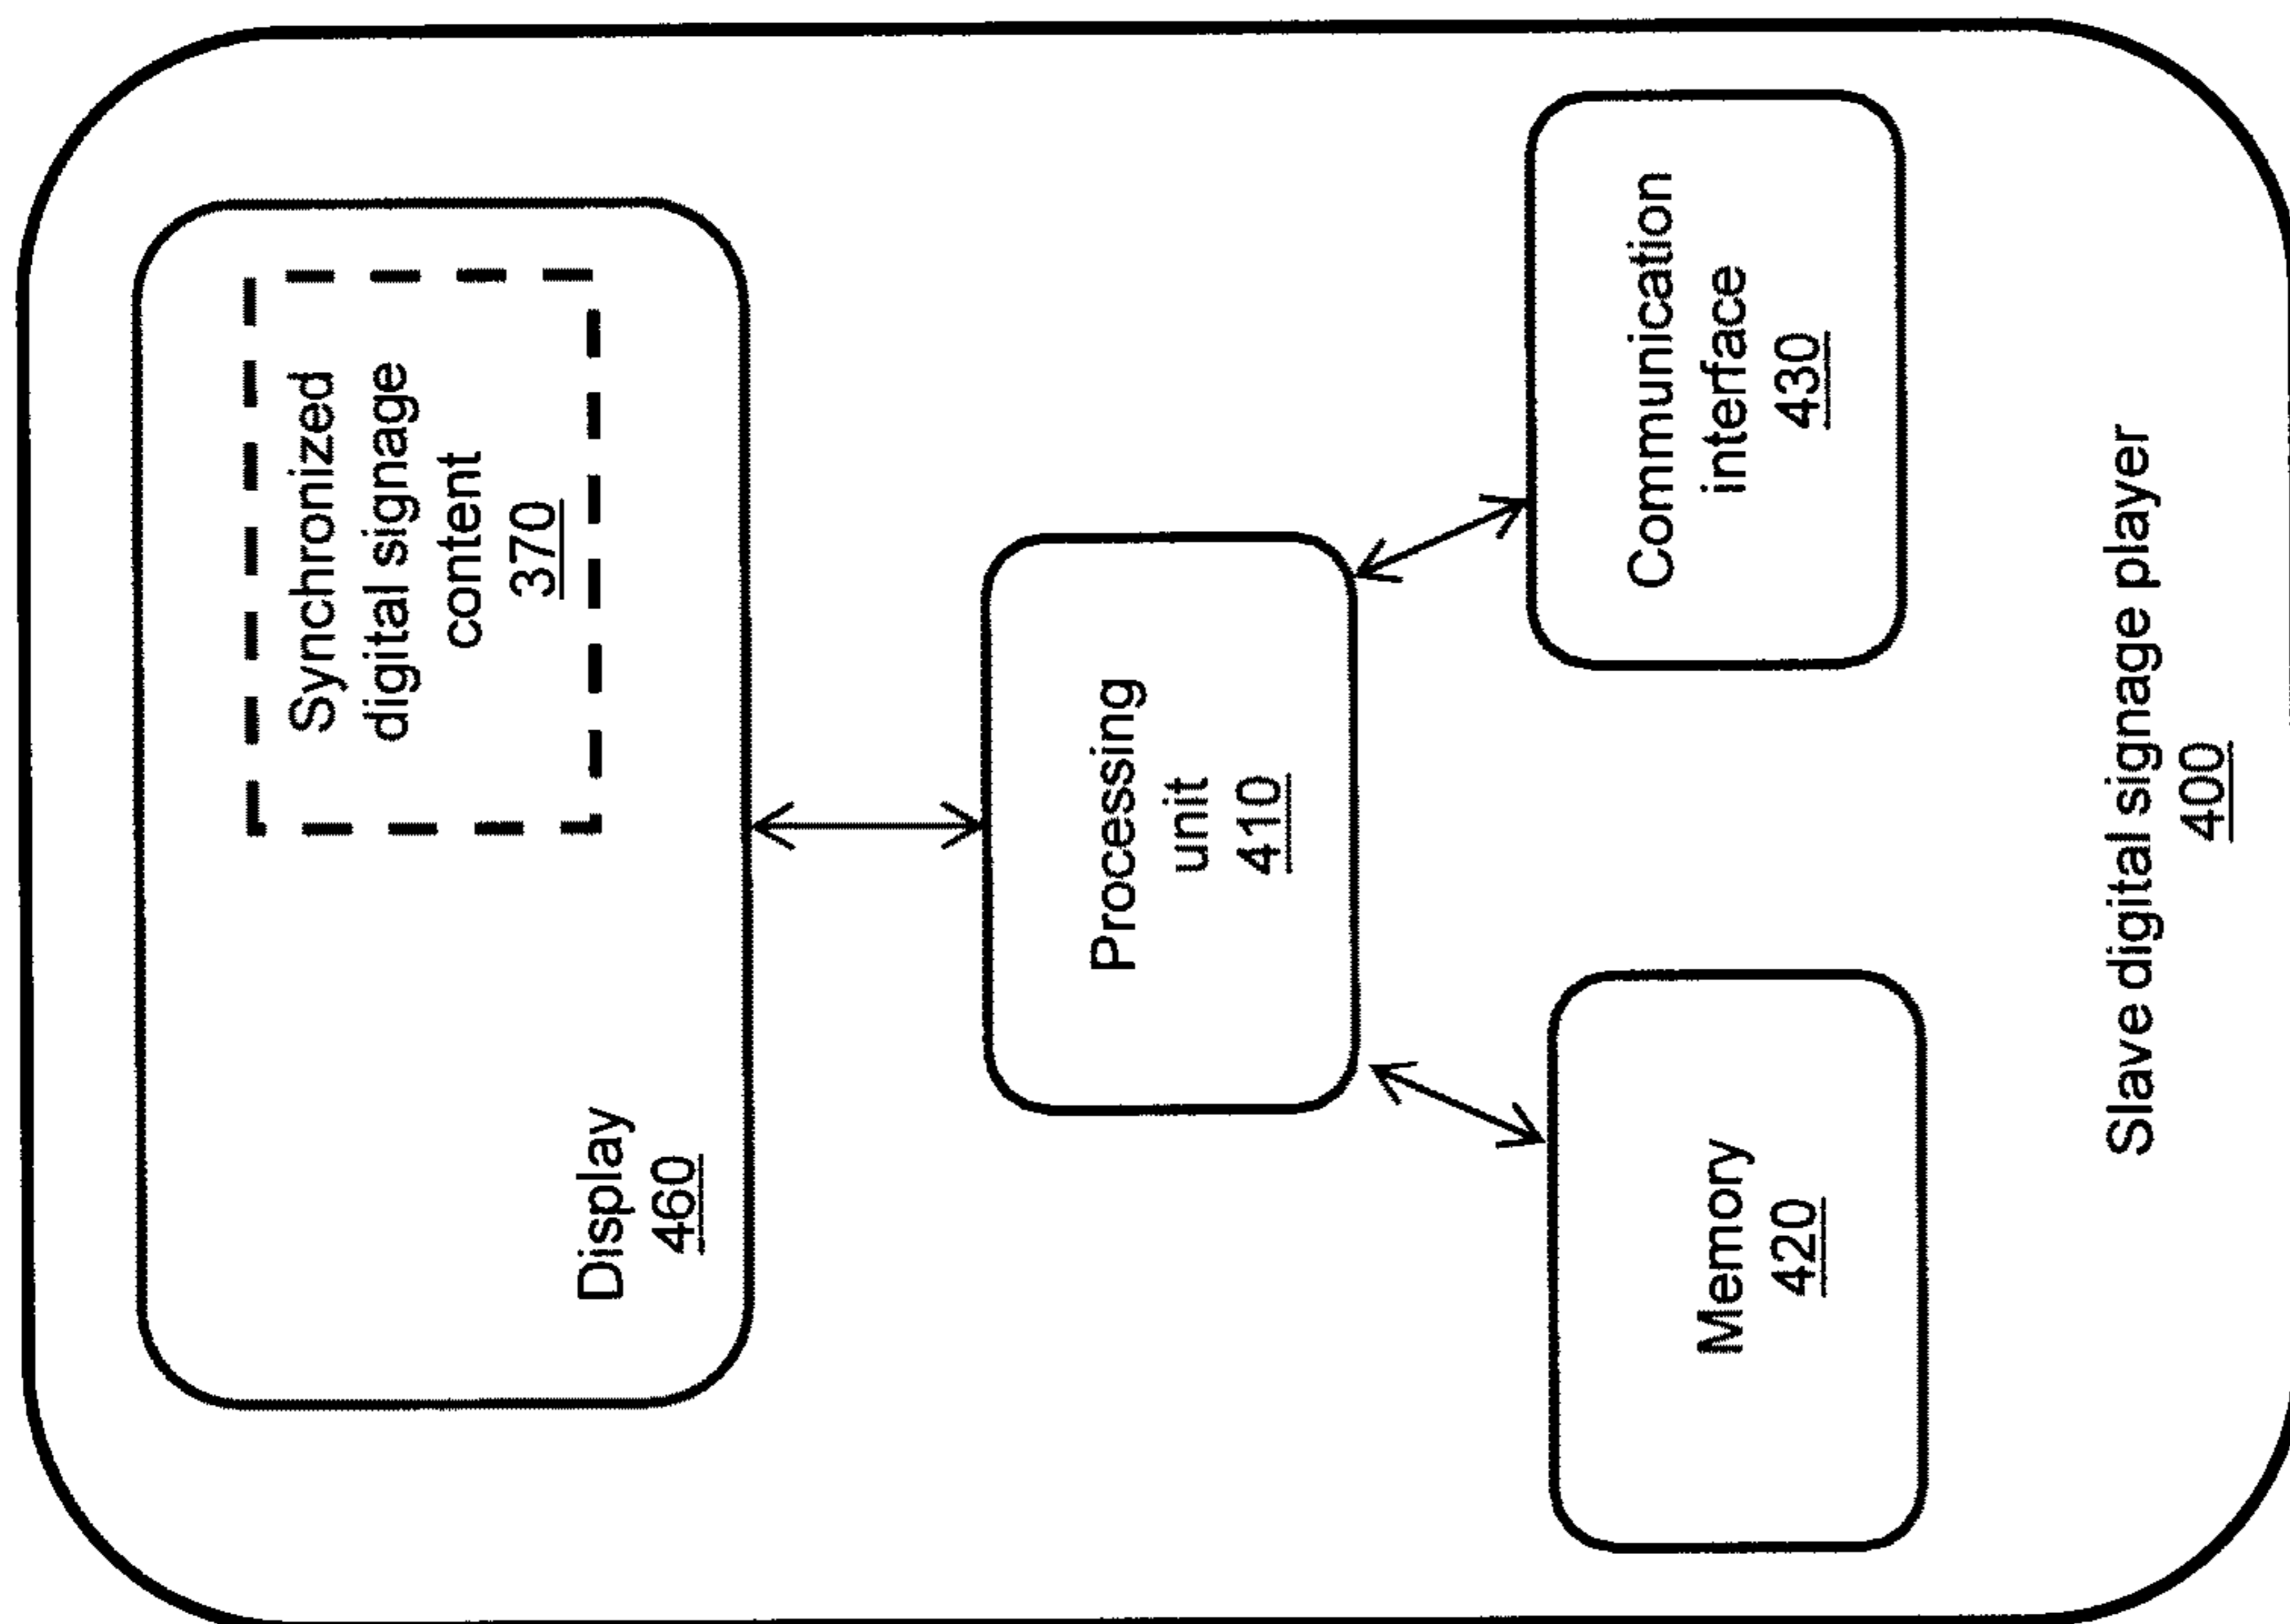 Synchronized
digital signage
content
370
Display
460
Processing
unit
410
Memory
420
Communication
interface
430
Slave digital signage player
400